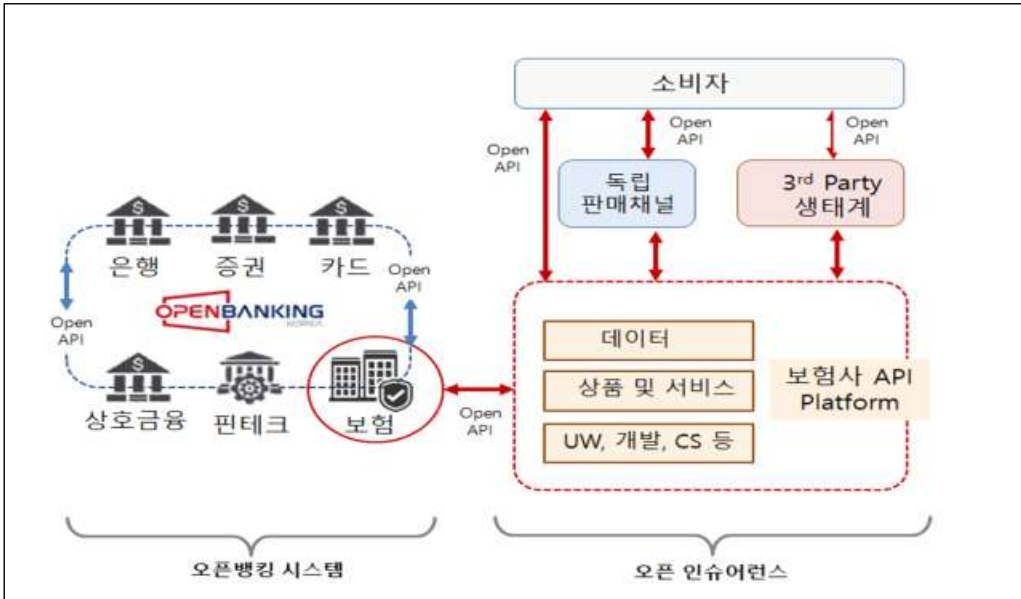 소비자
Open
API
Open
API
Open
API
독립
판매채널
3rd Party
생태계
은행
증권
카드
Open
API
Open
API
OPENBANKING
KOREA
상호금융
핀테크
보험
Open
API
데이터
상품 및 서비스
UW, 개발, CS 등
보험사 API
Platform
오픈뱅킹 시스템
오픈 인슈어런스